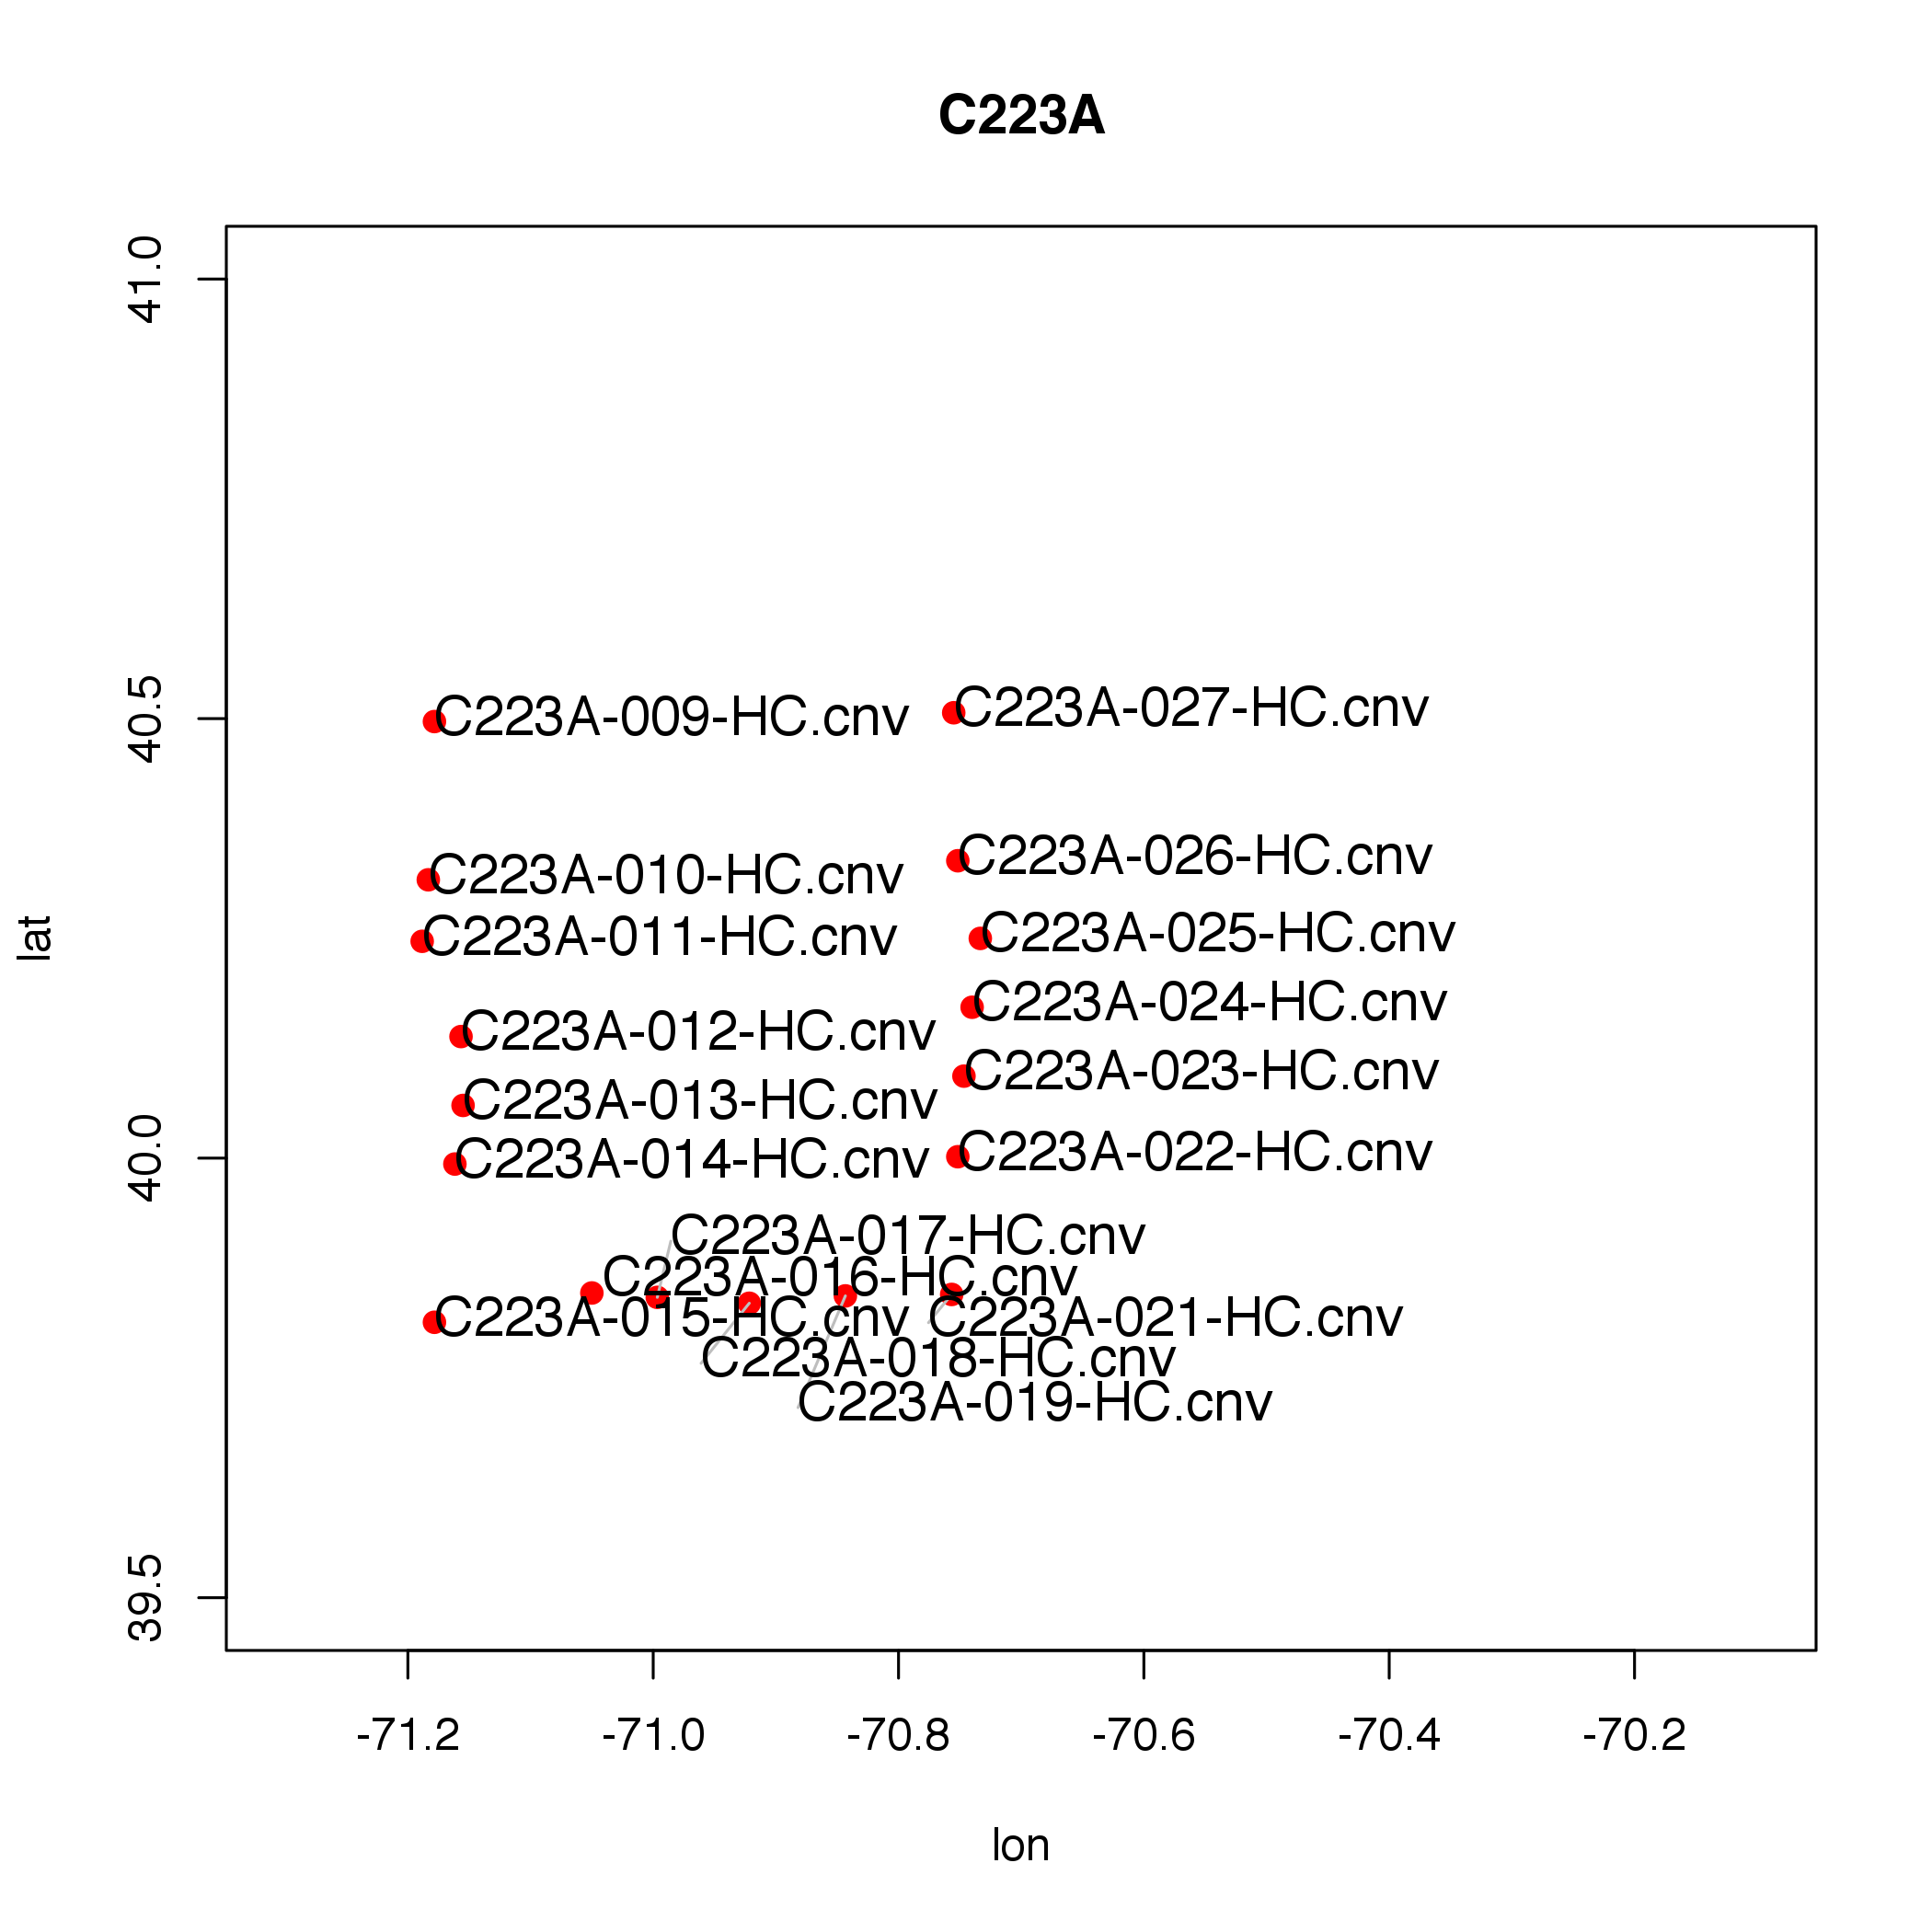 C223A
41.0
40.5
40.0
39.5
lat
C223A-009-HC.cnv
C223A-027-HC.cnv
C223A-026-HC.cnv
C223A-010-HC.cnv
C223A-025-HC.cnv
C223A-011-HC.cnv
C223A-024-HC.cnv
C223A-012-HC.cnv
C223A-023-HC.cnv
C223A-013-HC.cnv
C223A-022-HC.cnv
C223A-014-HC.cnv
C223A-017-HC.cnv
C223A-016-HC.cnv
C223A-015-HC.cnv
C223A-021-HC.cnv
C223A-018-HC.cnv
C223A-019-HC.cnv
-71.2 -71.0 -70.8 -70.6 -70.4 -70.2
lon